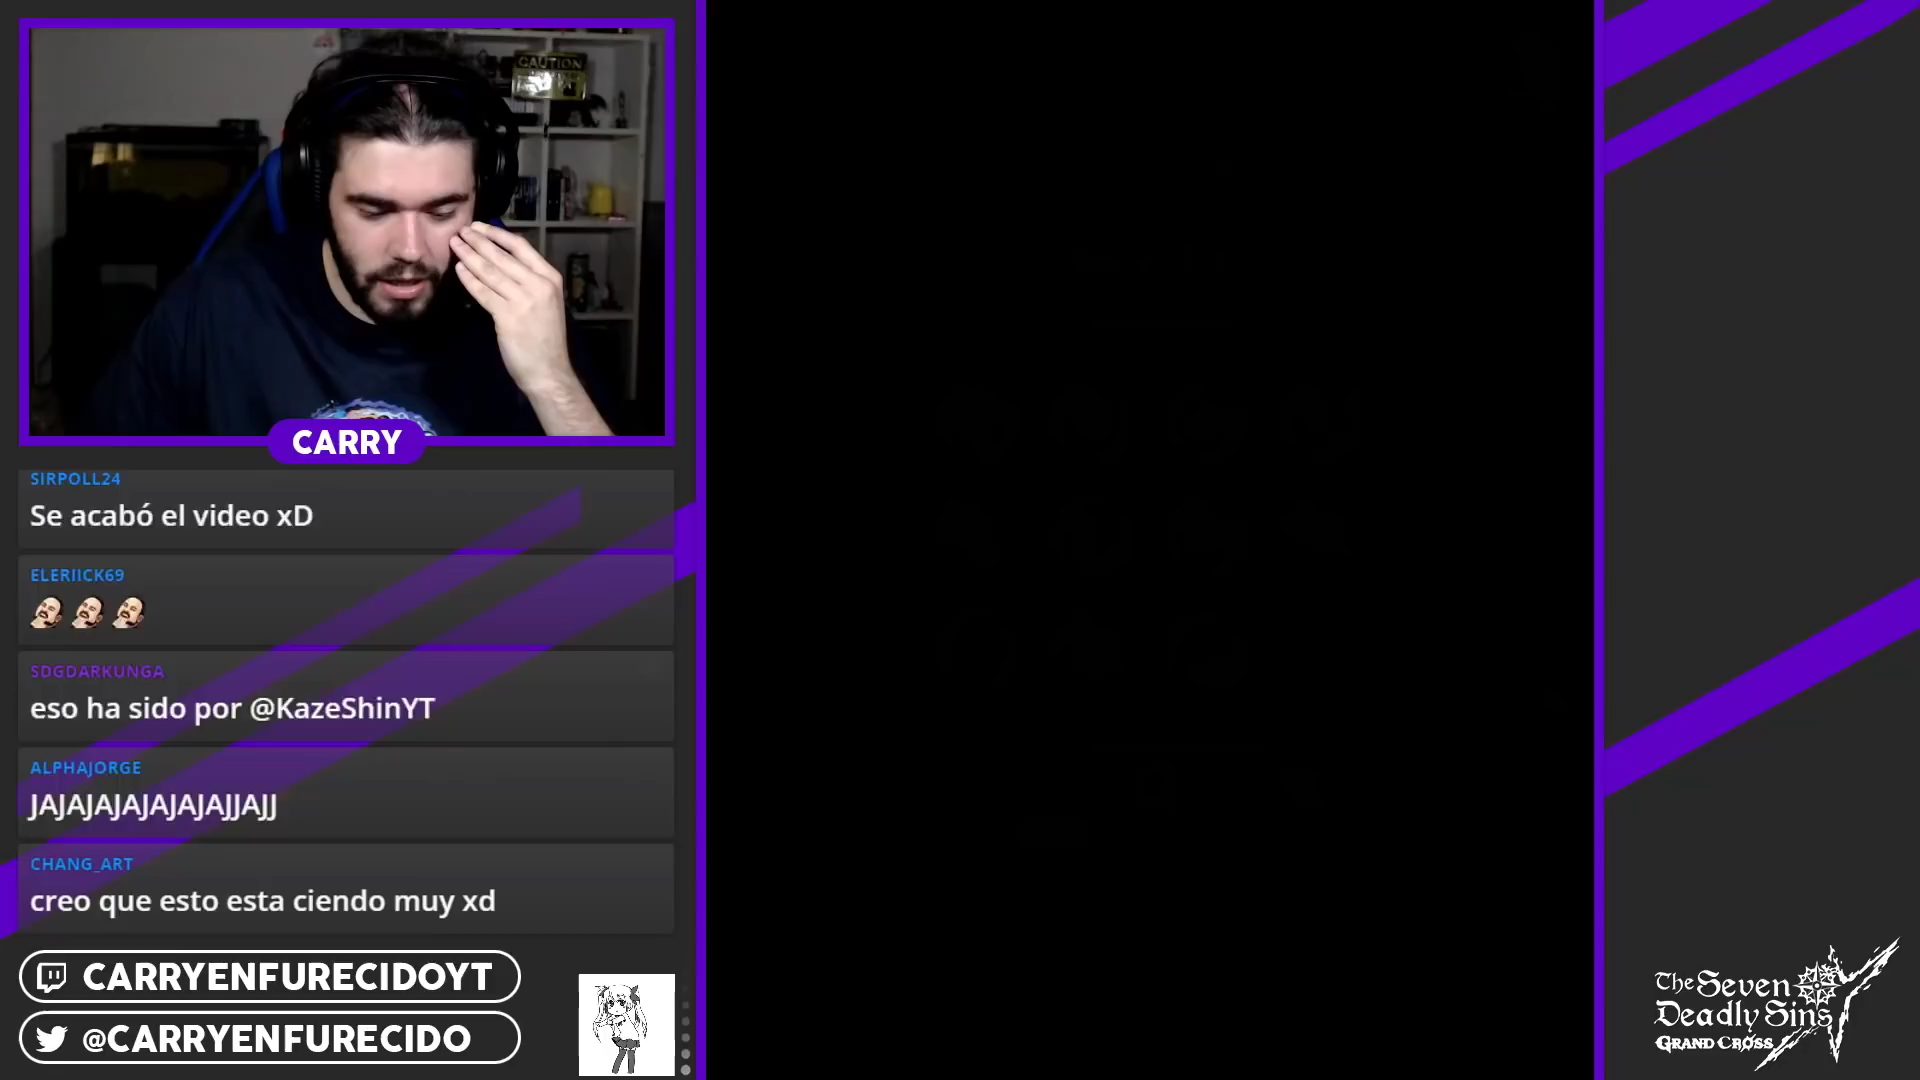 CAUTION
CARRY
SIRPOLL24
Se acabó el video xD
ELERIICK69
SDGDARKUNGA
eso ha sido por @KazeShinYT
ALPHAJORGE
JAJAJAJAJAJAJAJJAJJ
CHANG_ART
creo que esto esta ciendo muy xd
CARRYENFURECIDOYT
@CARRYENFURECIDO
The Seven
Deadly Sins
GRAND CROSS